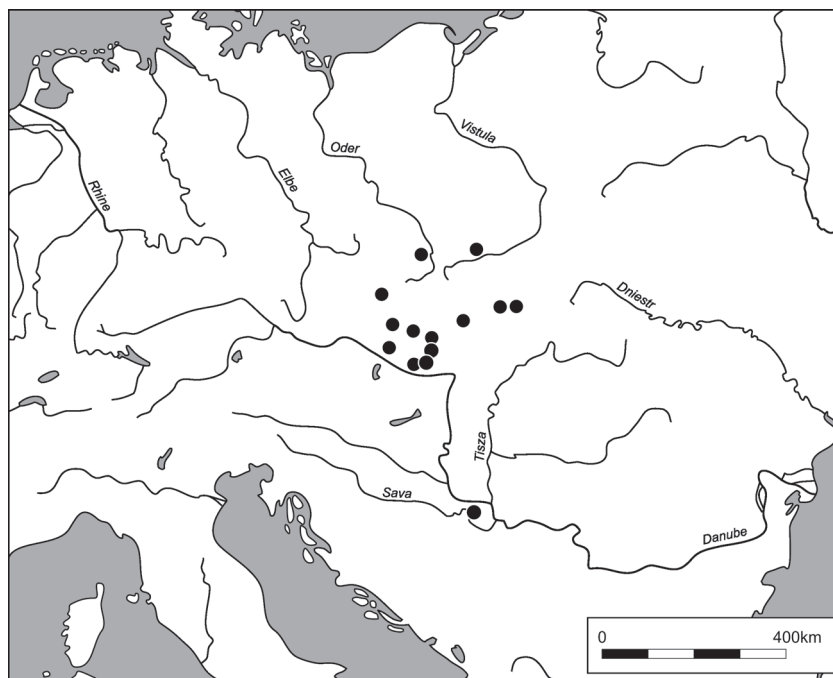 Vistula
Oder
Elbe
Rhine
Dniestr
Tisza
Sava
Danube
0 400km